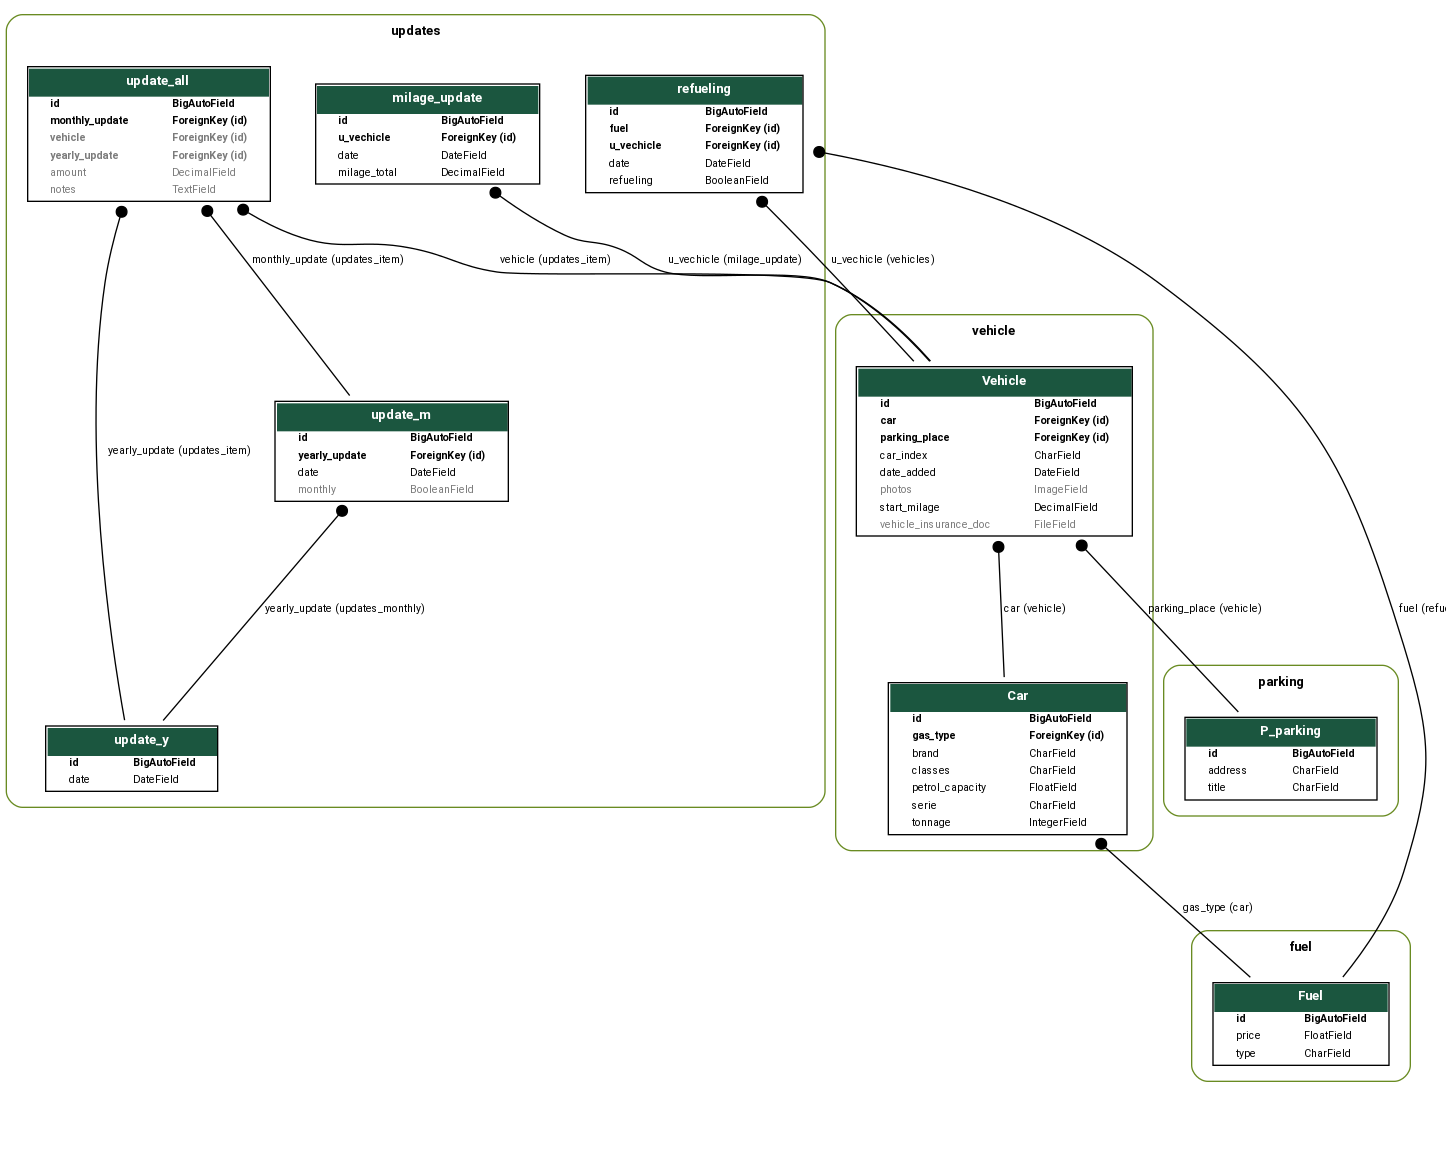 updates
update_all
id BigAutoField
monthly_update ForeignKey (id)
vehicle ForeignKey (id)
yearly_update ForeignKey (id)
amount DecimalField
notes TextField
milage_update
id BigAutoField
u_vechicle ForeignKey (id)
date DateField
milage_total DecimalField
refueling
id BigAutoField
fuel ForeignKey (id)
u_vechicle ForeignKey (id)
date DateField
refueling BooleanField
monthly_update (updates_item)
vehicle (updates_item)
u_vechicle (milage_update)
u_vechicle (vehicles)
update_m
id BigAutoField
yearly_update ForeignKey (id)
date DateField
monthly BooleanField
yearly_update (updates_item)
yearly_update (updates_monthly)
update_y
id BigAutoField
date DateField
vehicle
Vehicle
id BigAutoField
car ForeignKey (id)
parking_place ForeignKey (id)
car_index CharField
date_added DateField
photos ImageField
start_milage DecimalField
vehicle_insurance_doc FileField
car (vehicle)
parking_place (vehicle)
fuel (refu
Car
id BigAutoField
gas_type ForeignKey (id)
brand CharField
classes CharField
petrol_capacity FloatField
serie CharField
tonnage IntegerField
parking
P_parking
id BigAutoField
address CharField
title CharField
gas_type (car)
fuel
Fuel
id BigAutoField
price FloatField
type CharField